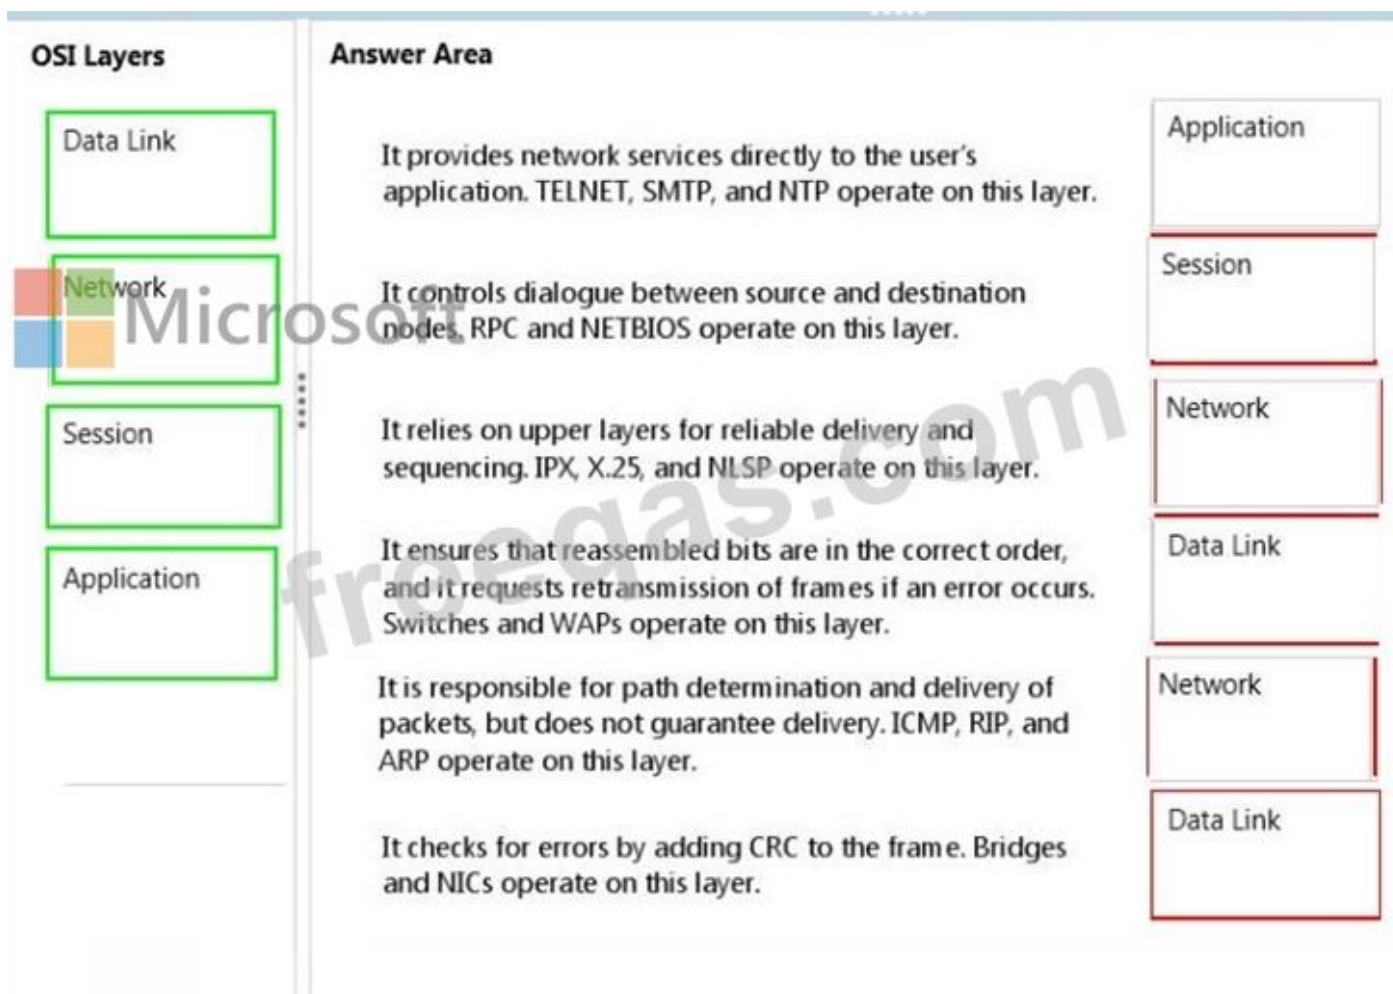 OSI Layers
Answer Area
Data Link
Network
Session
Application
Microsoft
freeqas.com
It provides network services directly to the user's
application. TELNET, SMTP, and NTP operate on this layer.
Application
It controls dialogue between source and destination
nodes. RPC and NETBIOS operate on this layer.
Session
It relies on upper layers for reliable delivery and
sequencing. IPX, X.25, and NLSP operate on this layer.
Network
It ensures that reassembled bits are in the correct order,
and it requests retransmission of frames if an error occurs.
Switches and WAPs operate on this layer.
Data Link
It is responsible for path determination and delivery of
packets, but does not guarantee delivery. ICMP, RIP, and
ARP operate on this layer.
Network
It checks for errors by adding CRC to the frame. Bridges
and NICs operate on this layer.
Data Link